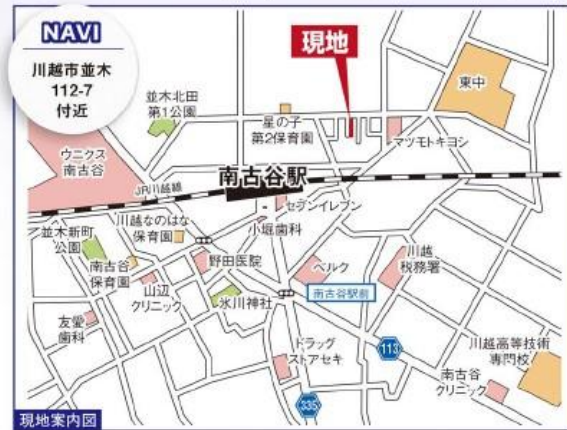 NAVI
川越市並木
112-7
付近
現地
東中
並木北田
第1公園
星の子
第2保育園
マツモトキヨシ
ウニクス
南古谷
南古谷駅
JR川越線
セブンイレブン
川越なのはな
保育園
小堀歯科
並木新町
公園
南古谷
保育園
野田医院
ベルク
川越
税務署
山辺
クリニック
氷川神社
南古谷駅前
友愛
歯科
ドラッグ
ストアセキ
113
川越高等技術
専門校
南古谷
クリニック
335
現地案内図